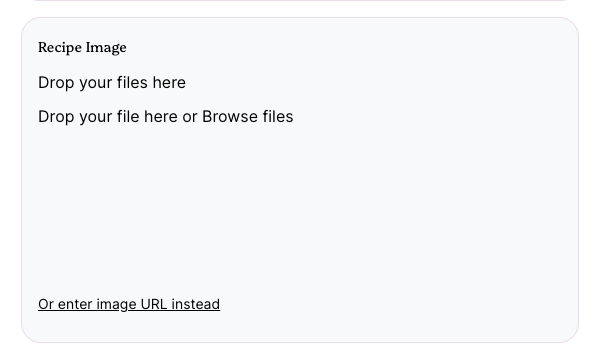 Recipe Image
Drop your files here
Drop your file here or Browse files
Or enter image URL instead